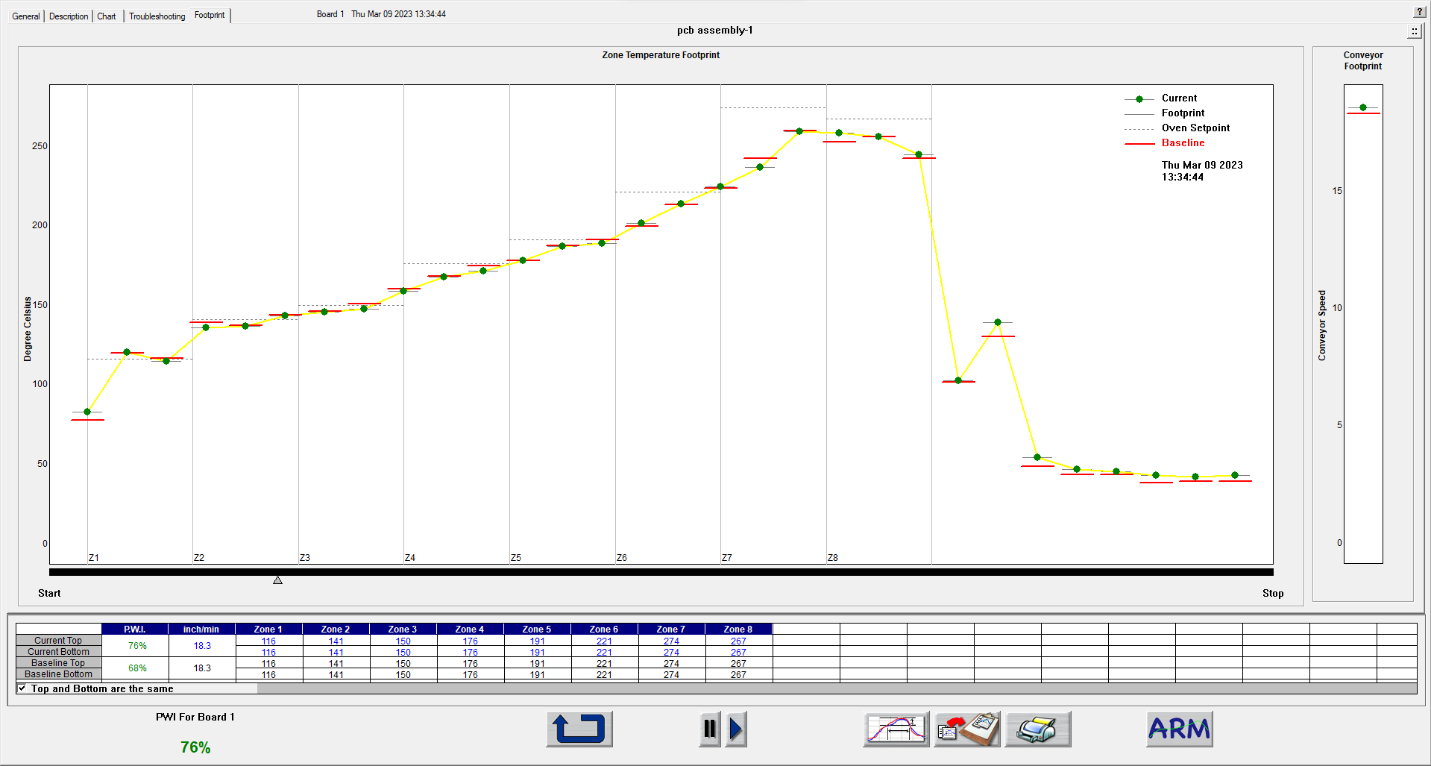 General Description Chart Troubleshooting Footprint Board 1 Thu Mar 09 2023 13:34:44 ?
pcb assembly-1
Zone Temperature Footprint
Conveyor
Footprint
Current
Footprint
Oven Setpoint
Baseline
Thu Mar 09 2023
13:34:44
Degree Celsius
250
200
150
100
50
0
Z1 Z2 Z3 Z4 Z5 Z6 Z7 Z8
Start Stop
Conveyor Speed
15
10
5
0
P.W.I. inch/min Zone 1 Zone 2 Zone 3 Zone 4 Zone 5 Zone 6 Zone 7 Zone 8
Current Top 76% 18.3 116 141 150 176 191 221 274 267
Current Bottom 116 141 150 176 191 221 274 267
Baseline Top 68% 18.3 116 141 150 176 191 221 274 267
Baseline Bottom 116 141 150 176 191 221 274 267
Top and Bottom are the same
PWI For Board 1
76%
ARM